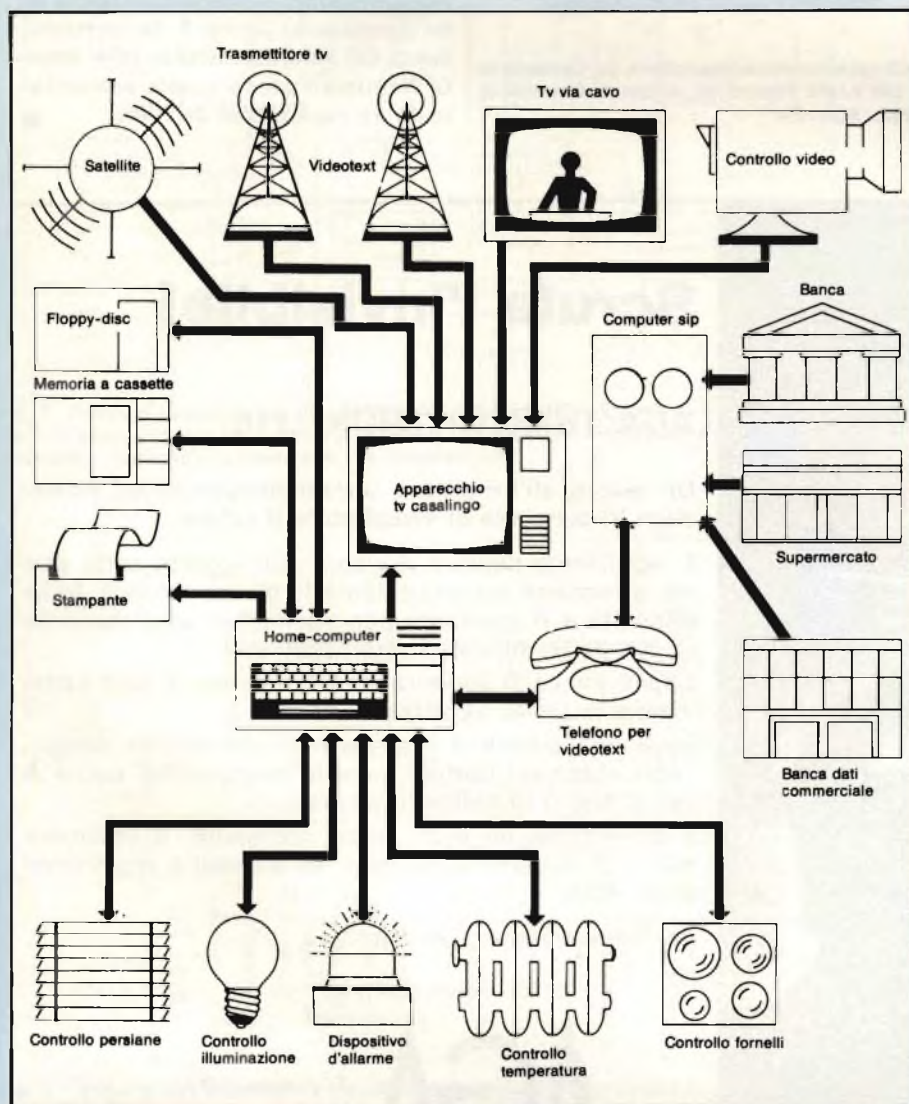 Trasmettitore tv
Tv via cavo
Satellite
Videotext
Controllo video
Floppy-disc
Computer sip
Banca
Memoria a cassette
Apparecchio
tv casalingo
Supermercato
Stampante
Home-computer
Telefono per
videotext
Banca dati
commerciale
Controllo persiane
Controllo
illuminazione
Dispositivo
d'allarme
Controllo
temperatura
Controllo fornelli